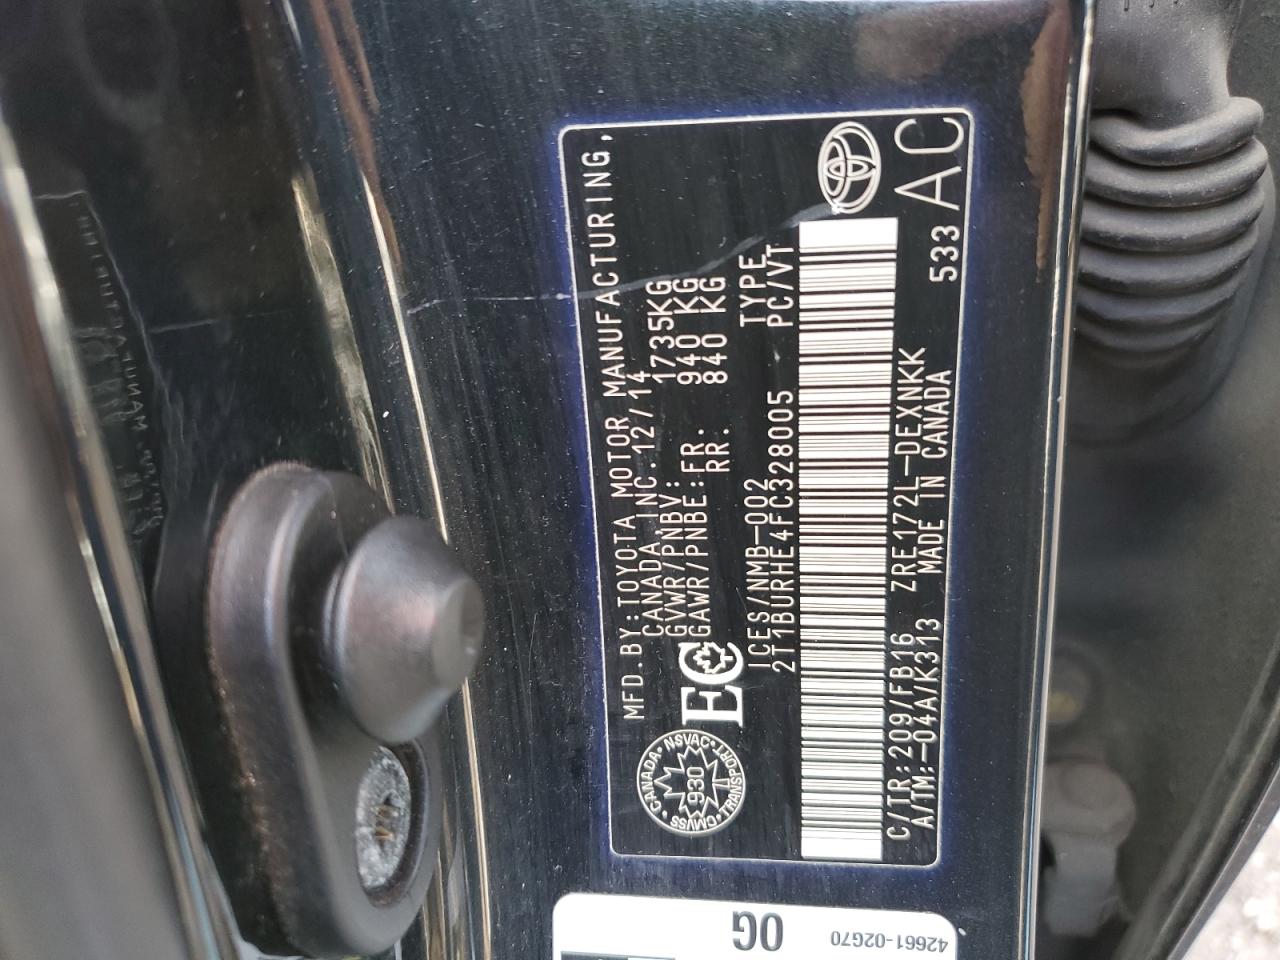 MFD.BY:TOYOTA MOTOR MANUFACTURING,
CANADA INC. 12/14
GVWR/PNBV: 1735KG
GAWR/PNBE: FR. 940 KG
RR. 840 KG
CANADA • NSVAC • TRANSPORT • CMVSS •
930
EC
ICES/NMB-002 TYPE
2T1BURHE4FC328005 PC/VT
C/TR:209/FB16 ZRE172L-DEXNKK 533
A/TM:-04A/K313 MADE IN CANADA
AC
0G
42661-02G70